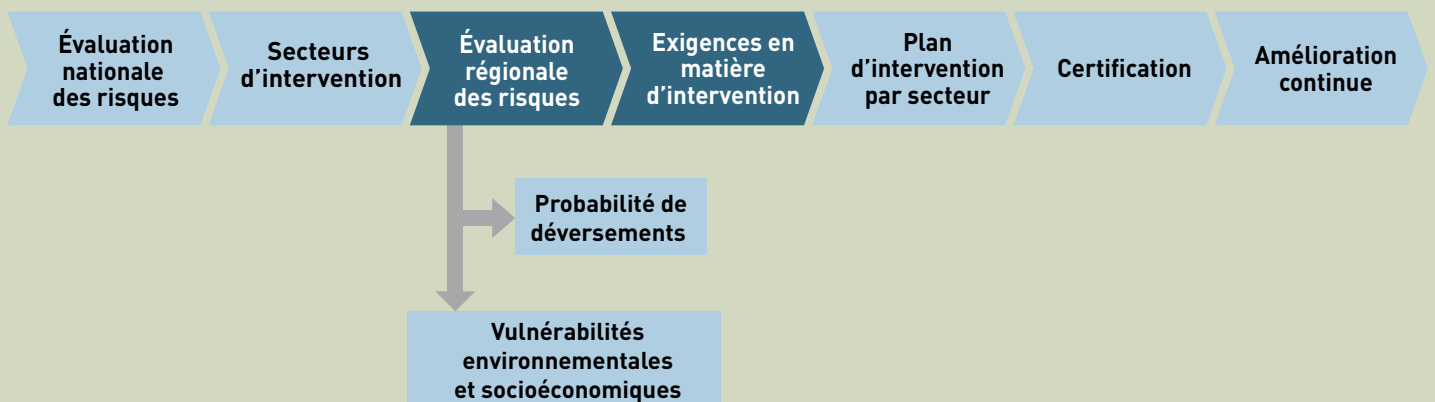 Évaluation
nationale
des risques
Secteurs
d'intervention
Évaluation
régionale
des risques
Exigences en
matière
d'intervention
Plan
d'intervention
par secteur
Certification
Amélioration
continue
Probabilité de
déversements
Vulnérabilités
environnementales
et socioéconomiques